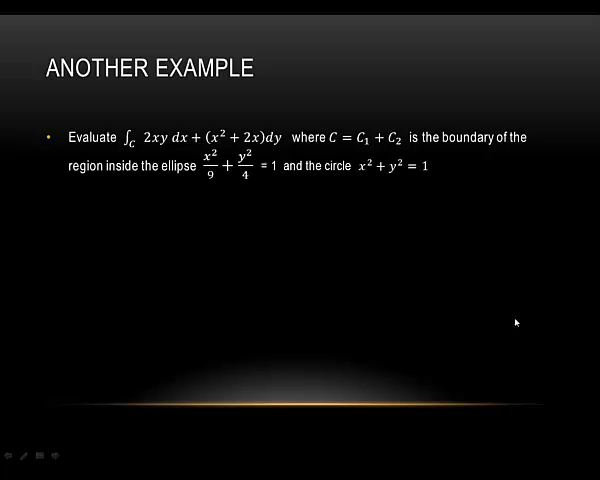 ANOTHER EXAMPLE
• Evaluate ∫_C 2xy dx + (x² + 2x)dy where C = C₁ + C₂ is the boundary of the
region inside the ellipse x²/9 + y²/4 = 1 and the circle x² + y² = 1